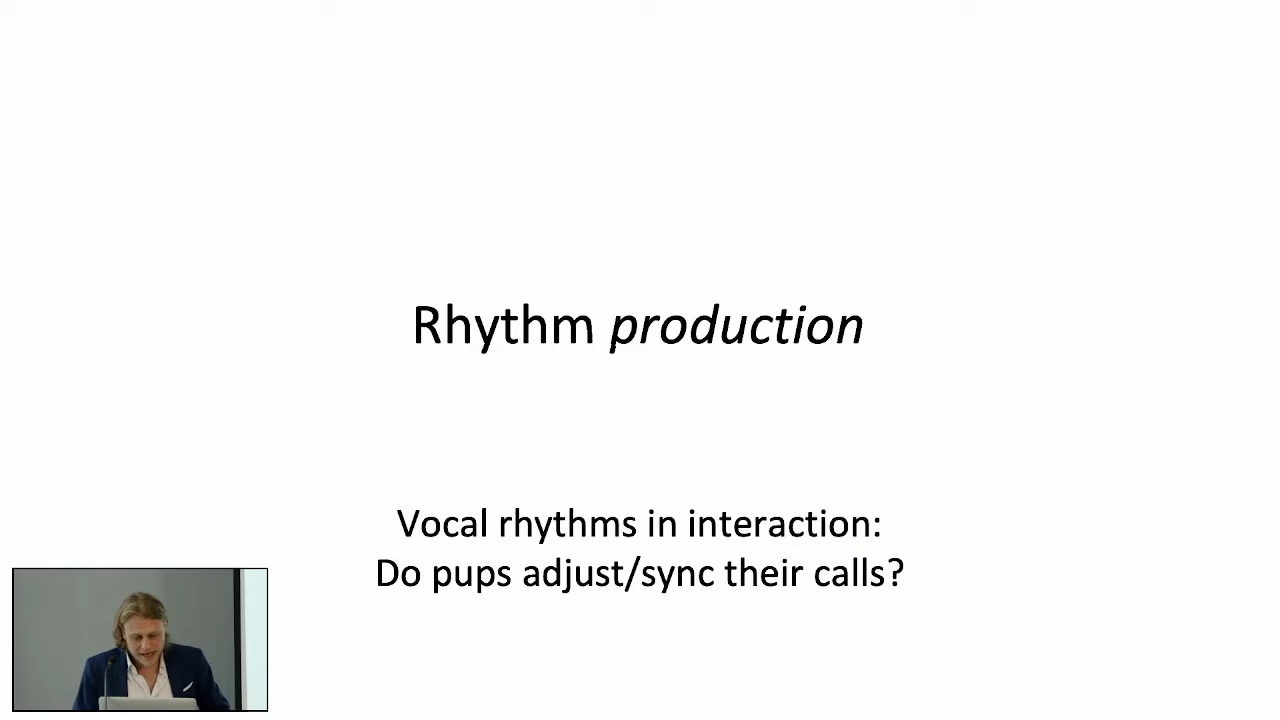 Rhythm production
Vocal rhythms in interaction:
Do pups adjust/sync their calls?